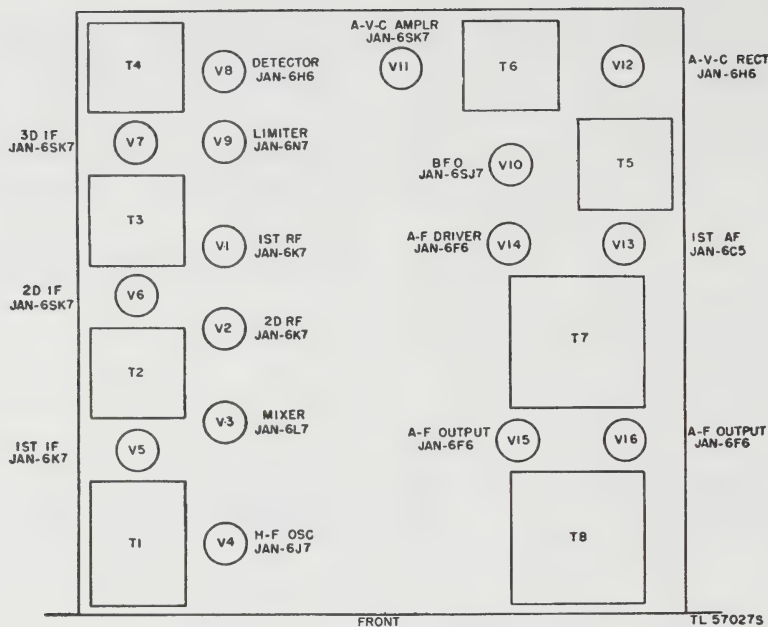 A-V-C AMPLR
JAN-6SK7
T4
V8
DETECTOR
JAN-6H6
V11
T6
V12
A-V-C RECT
JAN-6H6
3D IF
JAN-6SK7
V7
V9
LIMITER
JAN-6N7
BFO
JAN-6SJ7
V10
T5
T3
V1
1ST RF
JAN-6K7
A-F DRIVER
JAN-6F6
V14
V13
1ST AF
JAN-6C5
2D IF
JAN-6SK7
V6
V2
2D RF
JAN-6K7
T7
T2
V3
MIXER
JAN-6L7
A-F OUTPUT
JAN-6F6
V15
V16
A-F OUTPUT
JAN-6F6
1ST IF
JAN-6K7
V5
T1
V4
H-F OSC
JAN-6J7
T8
FRONT
TL 57027S